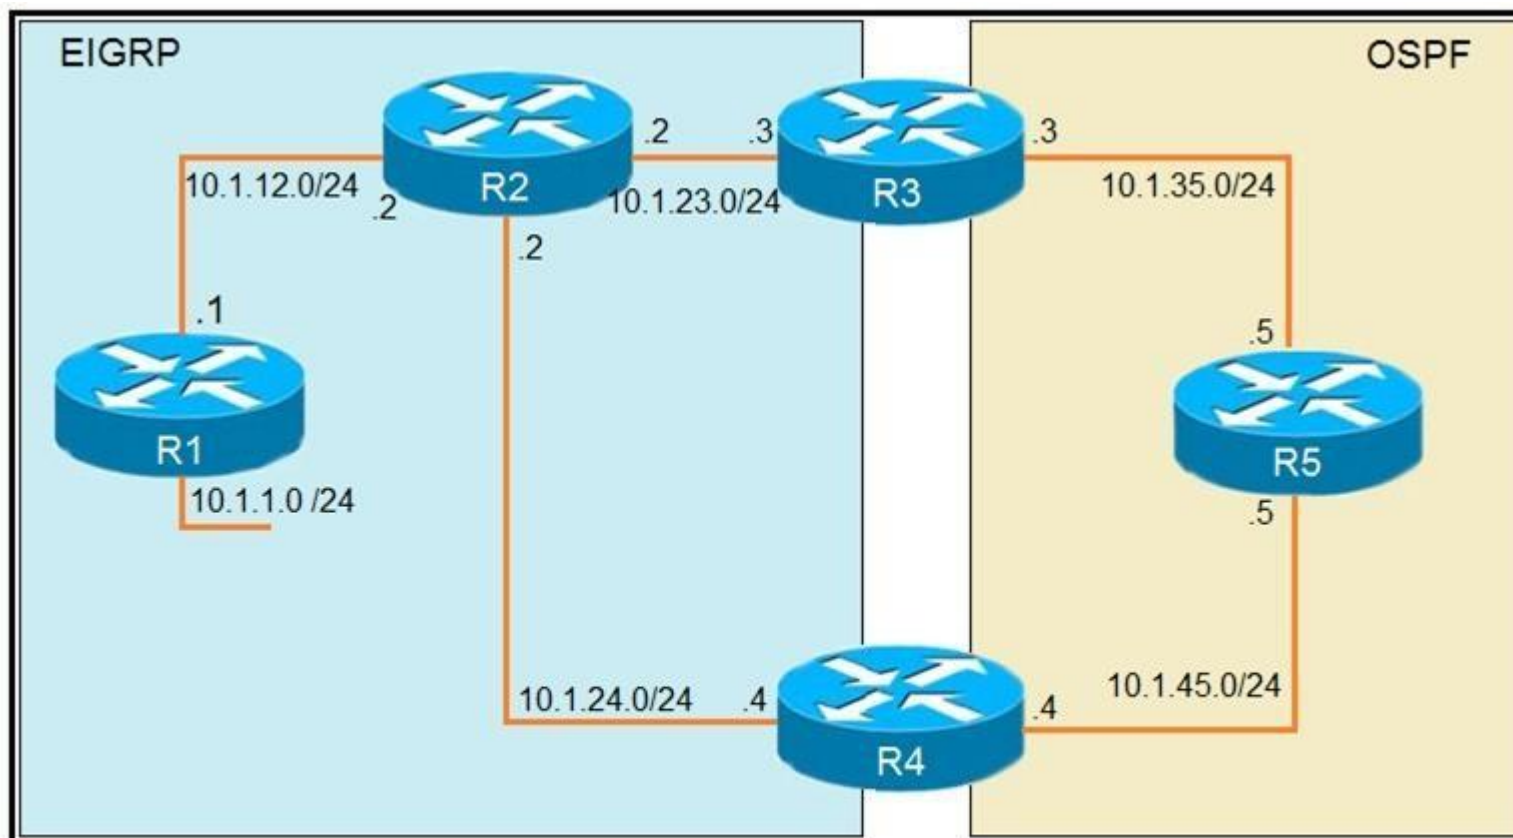 EIGRP
OSPF
.2
.3
.3
R2
R3
10.1.12.0/24
10.1.23.0/24
10.1.35.0/24
.2
.2
.1
.5
R1
R5
10.1.1.0 /24
.5
10.1.24.0/24
.4
10.1.45.0/24
.4
R4